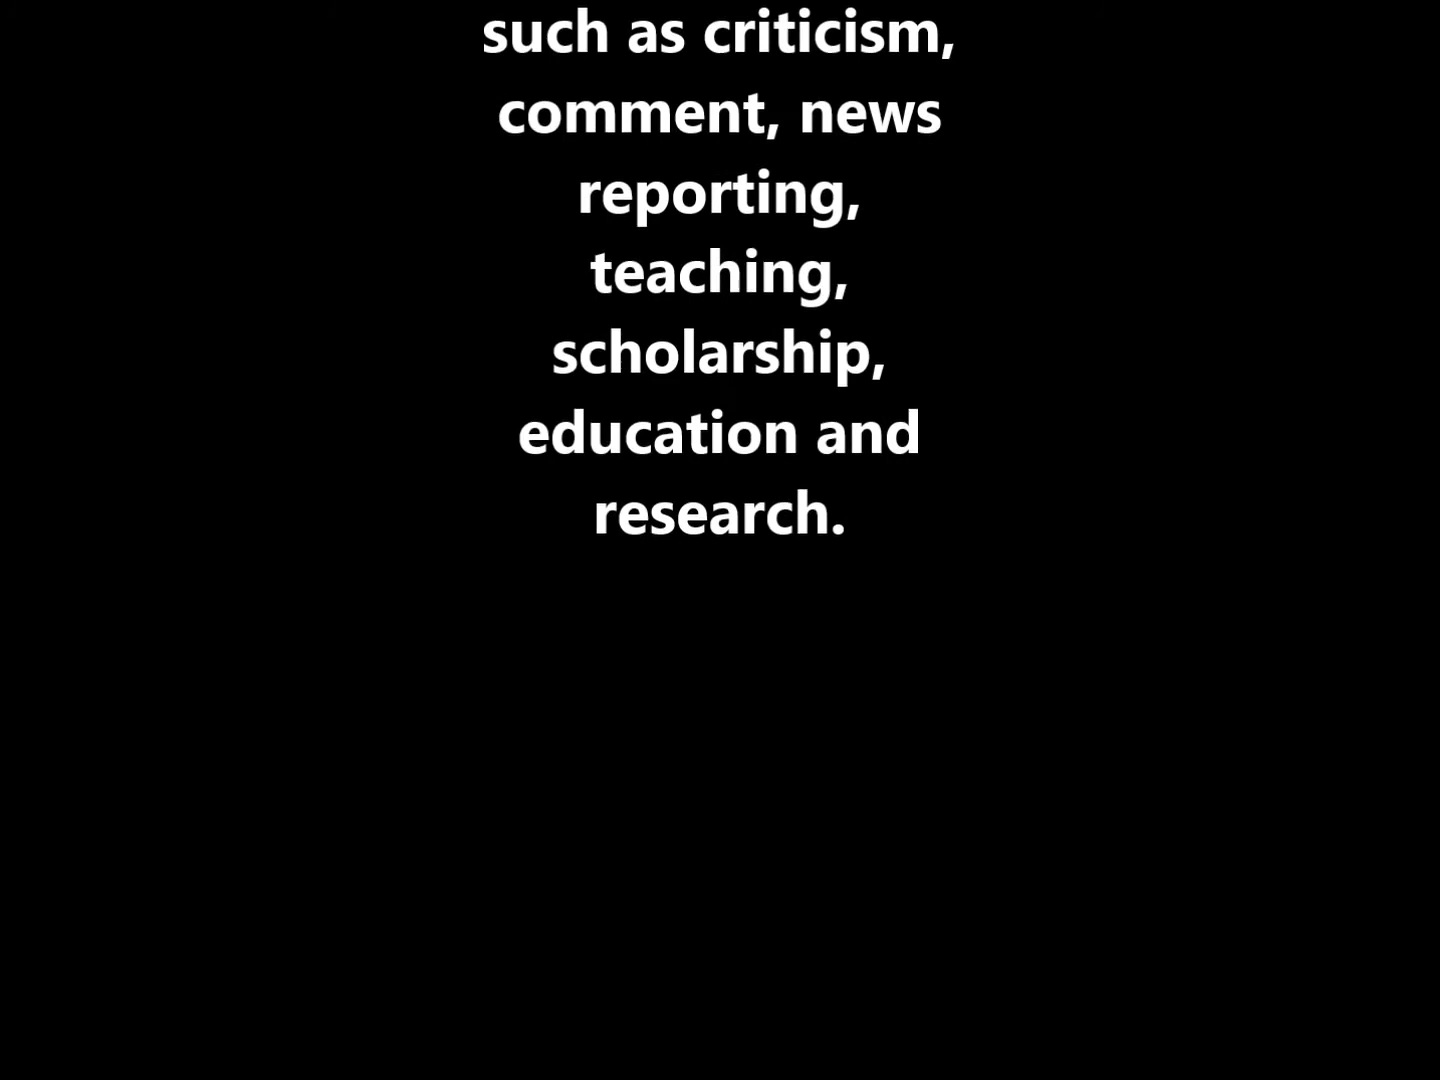 such as criticism,
comment, news
reporting,
teaching,
scholarship,
education and
research.